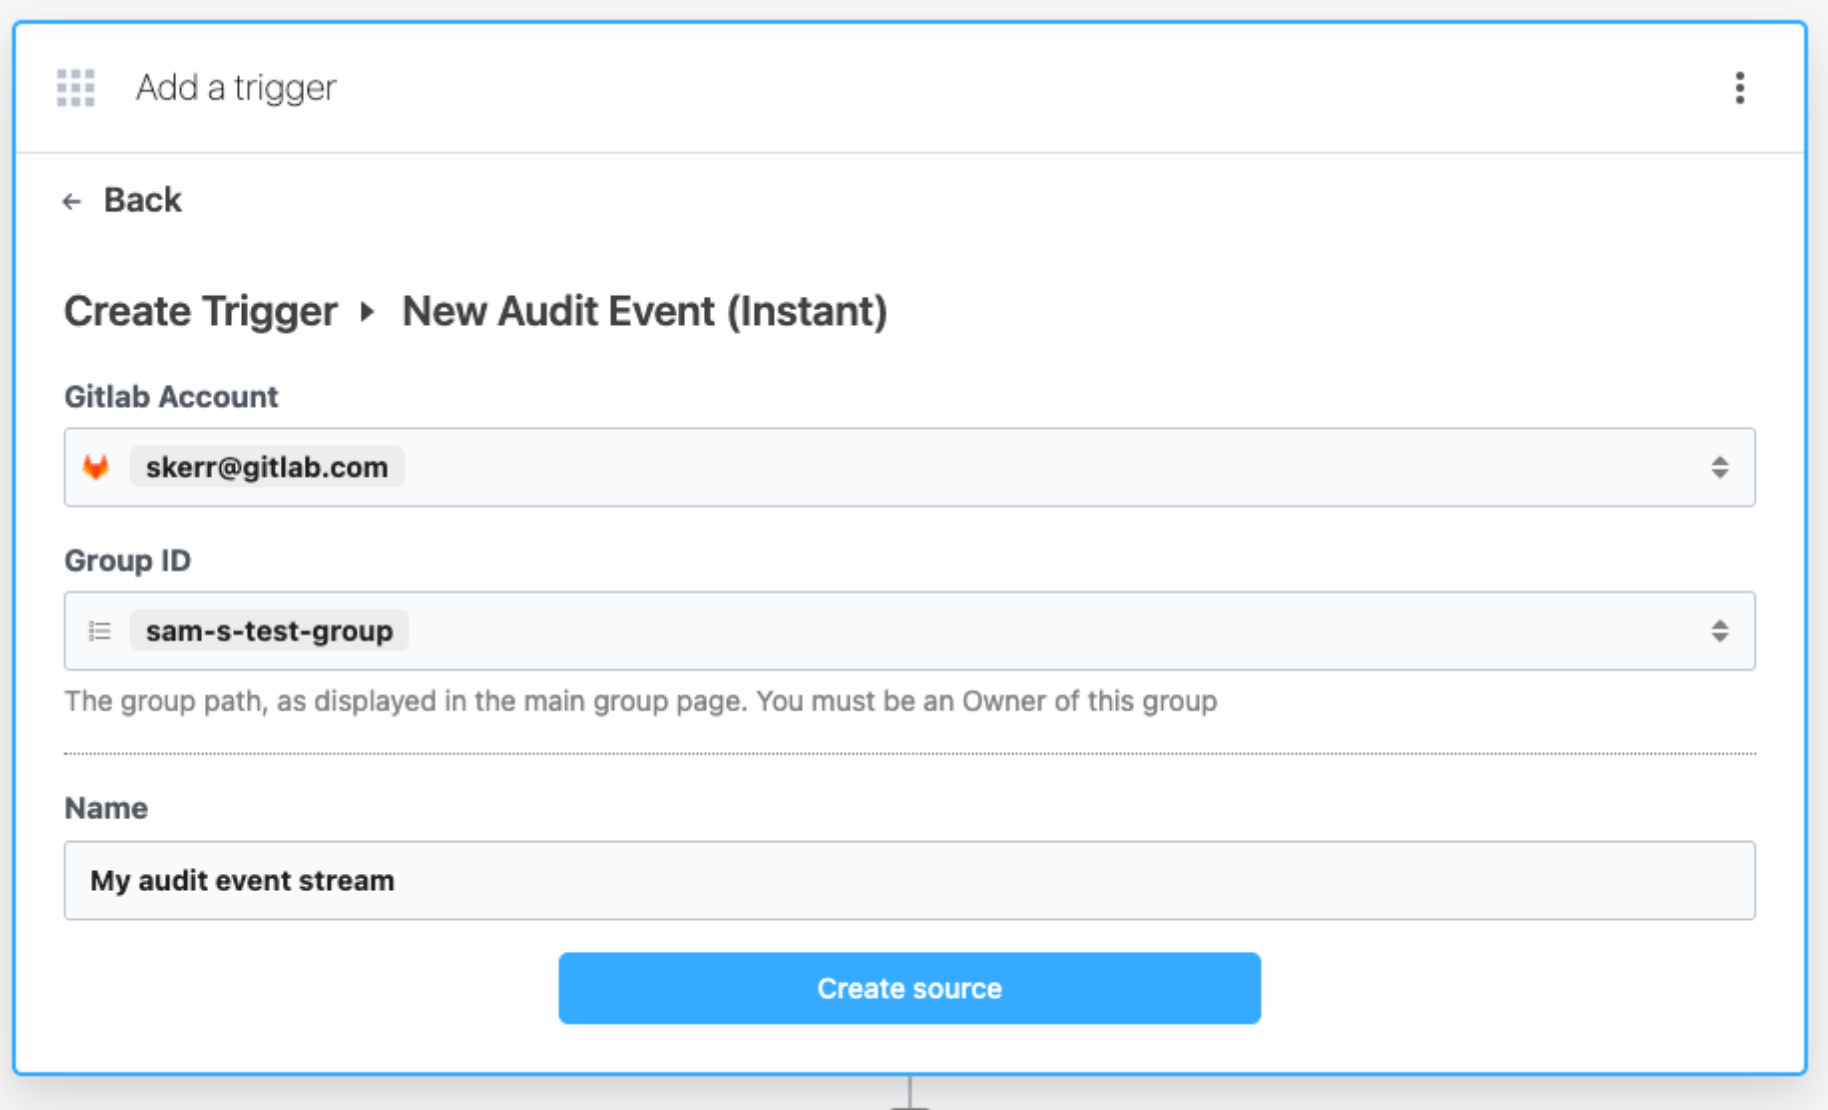 Add a trigger
Back
Create Trigger New Audit Event (Instant)
Gitlab Account
skerr@gitlab.com
Group ID
sam-s-test-group
The group path, as displayed in the main group page. You must be an Owner of this group
Name
My audit event stream
Create source